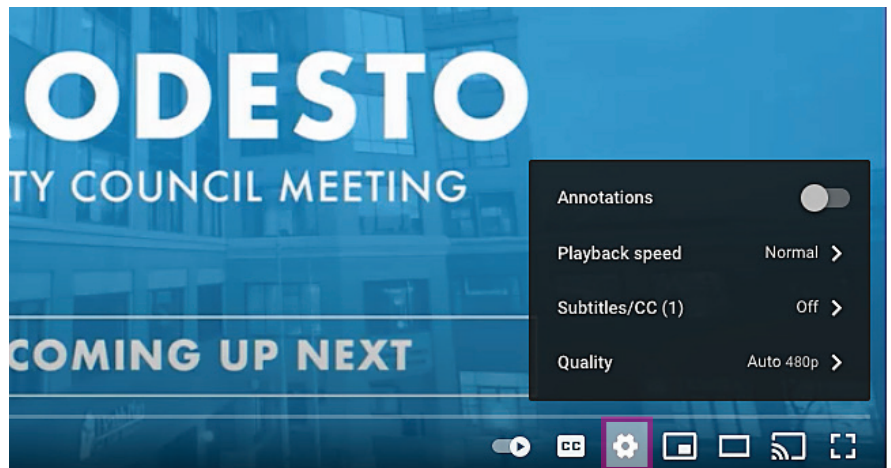 ODESTO
TY COUNCIL MEETING
COMING UP NEXT
Annotations
Playback speed Normal
Subtitles/CC (1) Off
Quality Auto 480p
CC